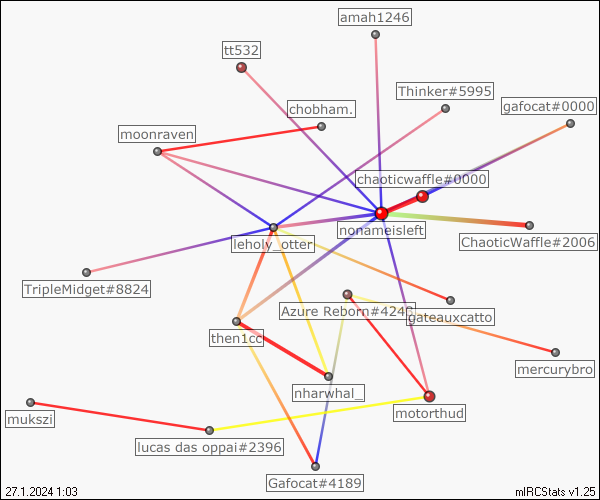 amah1246
tt532
Thinker#5995
gafocat#0000
chobham.
moonraven
chaoticwaffle#0000
nonameisleft
leholy_otter
ChaoticWaffle#2006
TripleMidget#8824
Azure Reborn#424
gateauxcatto
then1cc
mercurybro
nharwhal_
mukszi
motorthud
lucas das oppai#2396
Gafocat#4189
27.1.2024 1:03
mIRCStats v1.25